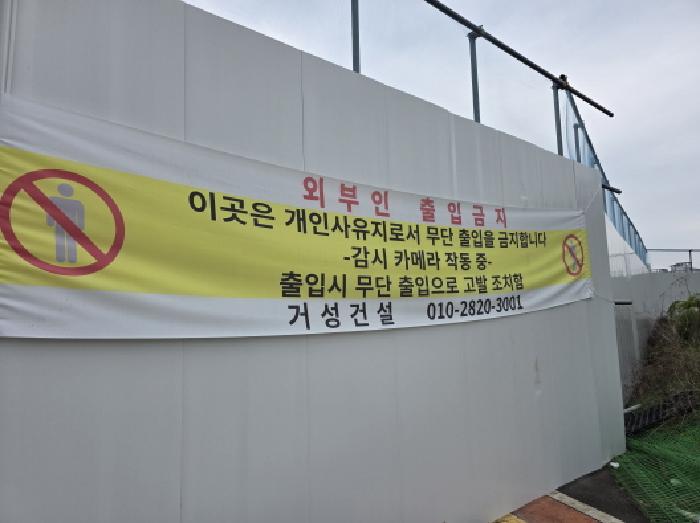 외부인 출입금지
이곳은 개인사유지로서 무단 출입을 금지합니다
-감시 카메라 작동 중-
출입시 무단 출입으로 고발 조치함
거성건설 010-2820-3001